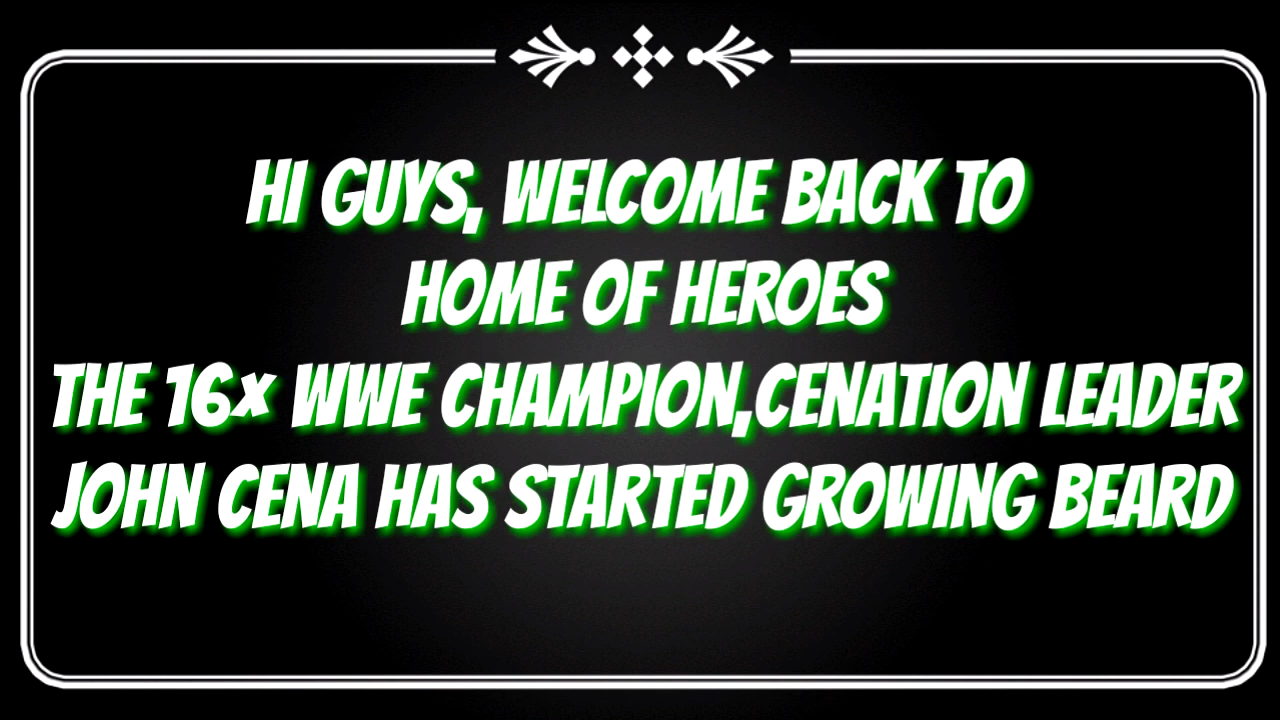 HI GUYS, WELCOME BACK TO
HOME OF HEROES
THE 16× WWE CHAMPION,CENATION LEADER
JOHN CENA HAS STARTED GROWING BEARD